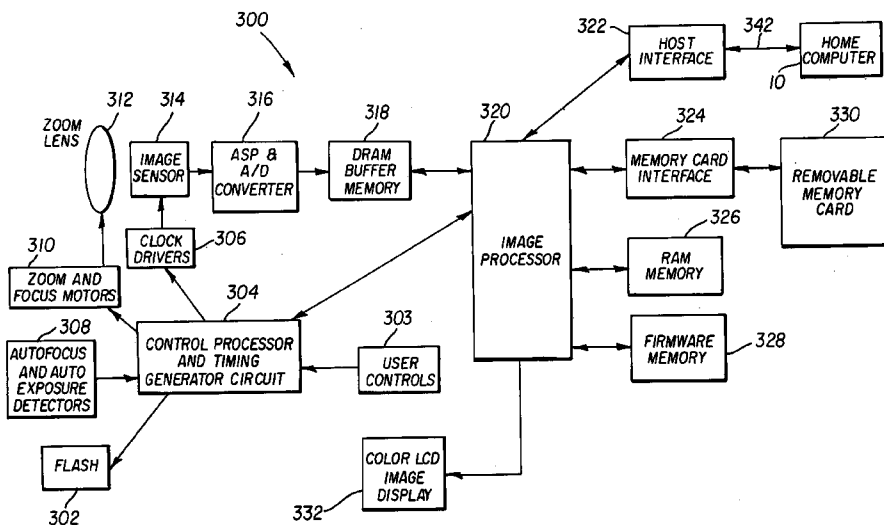 300
322
HOST
INTERFACE
342
HOME
COMPUTER
10
312
ZOOM
LENS
314
IMAGE
SENSOR
316
ASP &
A/D
CONVERTER
318
DRAM
BUFFER
MEMORY
320
IMAGE
PROCESSOR
324
MEMORY CARD
INTERFACE
330
REMOVABLE
MEMORY
CARD
306
CLOCK
DRIVERS
326
RAM
MEMORY
310
ZOOM AND
FOCUS MOTORS
304
CONTROL PROCESSOR
AND TIMING
GENERATOR CIRCUIT
303
USER
CONTROLS
FIRMWARE
MEMORY
328
308
AUTOFOCUS
AND AUTO
EXPOSURE
DETECTORS
FLASH
302
COLOR LCD
IMAGE
DISPLAY
332